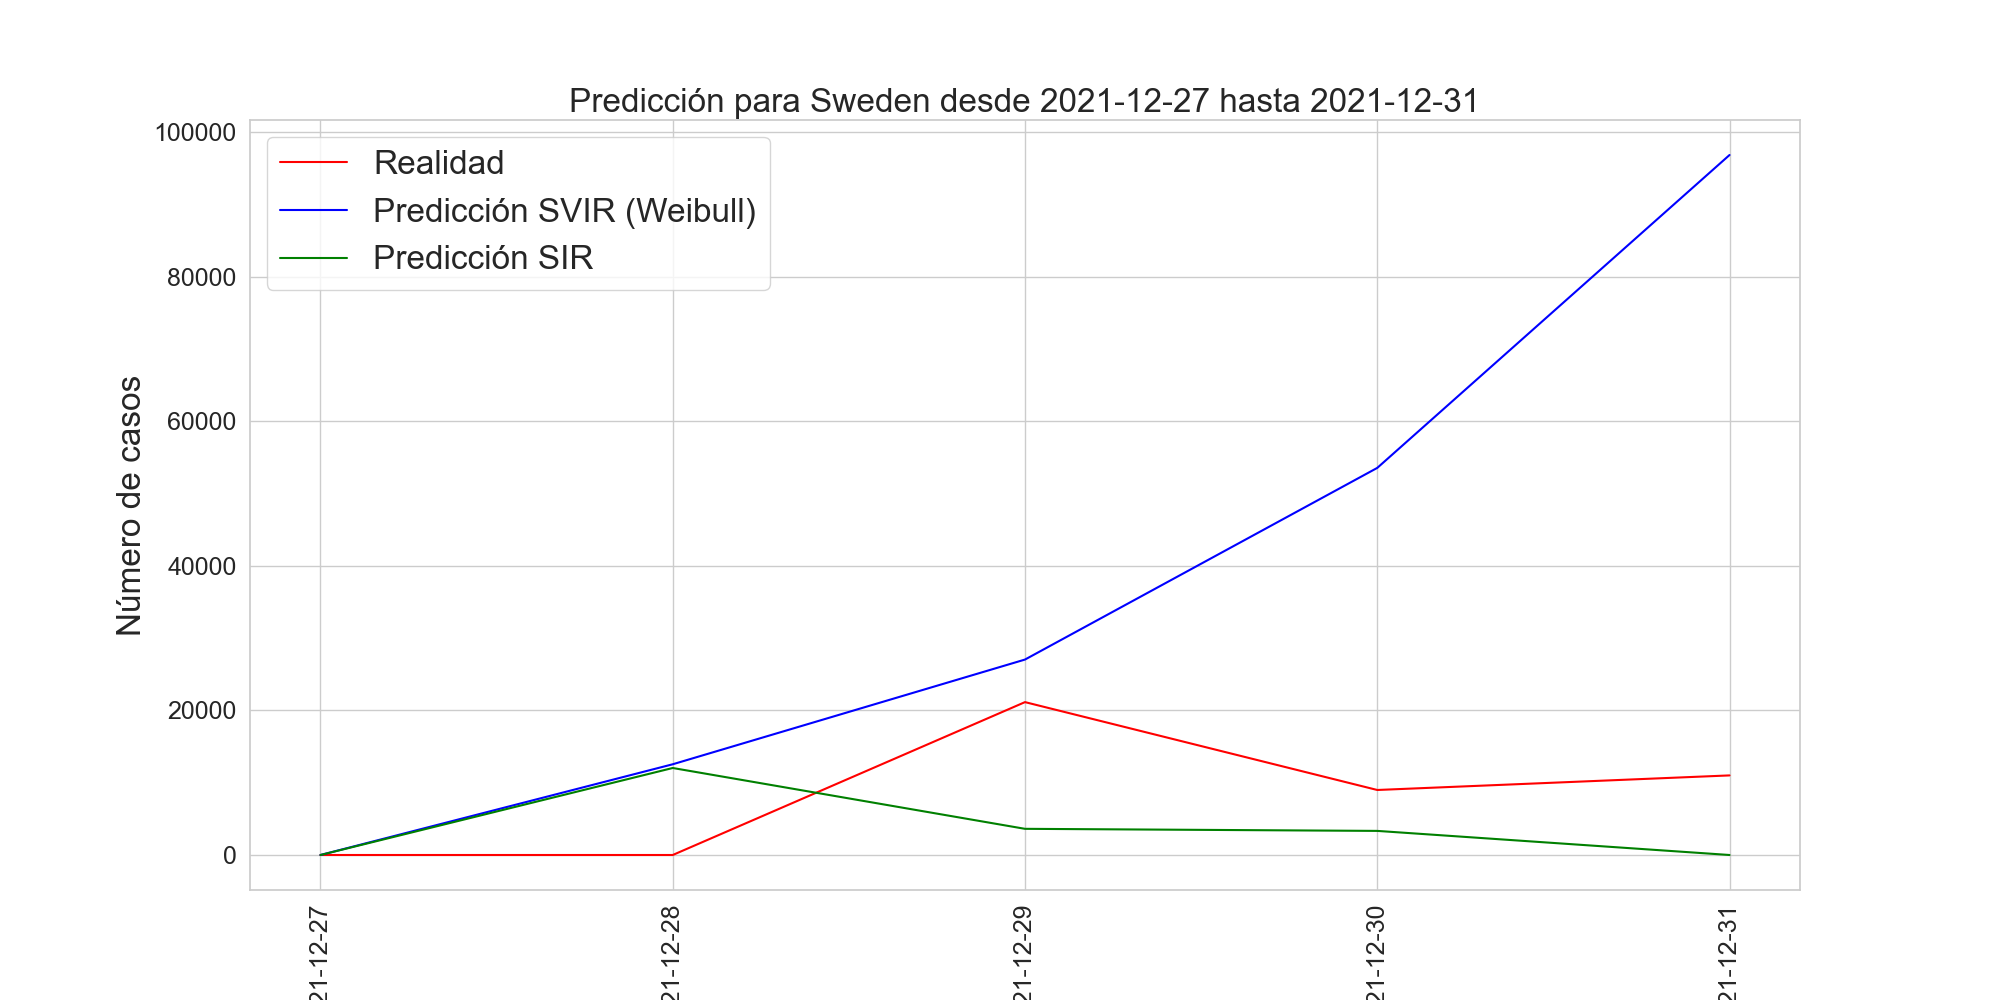 Predicción para Sweden desde 2021-12-27 hasta 2021-12-31
Realidad
Predicción SVIR (Weibull)
Predicción SIR
Número de casos
100000
80000
60000
40000
20000
0
21-12-27
21-12-28
21-12-29
21-12-30
21-12-31